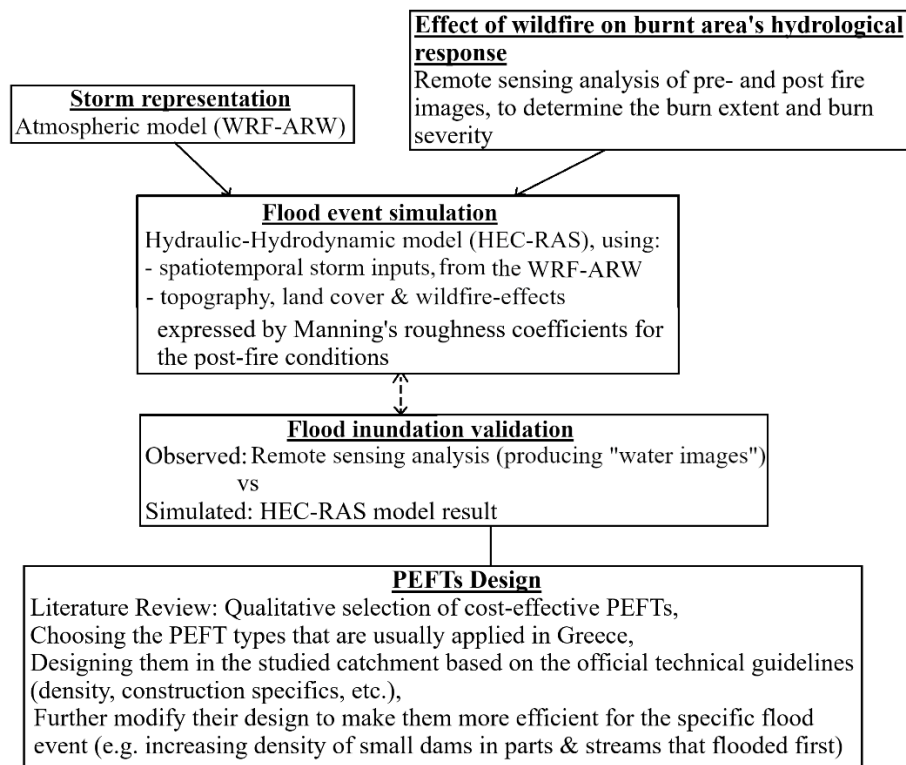 Storm representation
Atmospheric model (WRF-ARW)
Effect of wildfire on burnt area's hydrological
response
Remote sensing analysis of pre- and post fire
images, to determine the burn extent and burn
severity
Flood event simulation
Hydraulic-Hydrodynamic model (HEC-RAS), using:
- spatiotemporal storm inputs, from the WRF-ARW
- topography, land cover & wildfire-effects
expressed by Manning's roughness coefficients for
the post-fire conditions
Flood inundation validation
Observed: Remote sensing analysis (producing "water images")
vs
Simulated: HEC-RAS model result
PEFTs Design
Literature Review: Qualitative selection of cost-effective PEFTs,
Choosing the PEFT types that are usually applied in Greece,
Designing them in the studied catchment based on the official technical guidelines
(density, construction specifics, etc.),
Further modify their design to make them more efficient for the specific flood
event (e.g. increasing density of small dams in parts & streams that flooded first)